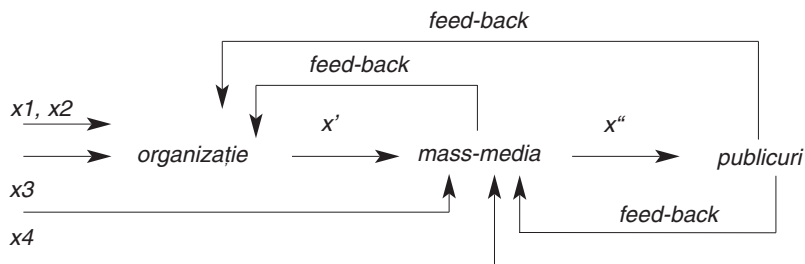 feed-back
feed-back
x1, x2
x'
x“
organizație
mass-media
publicuri
x3
feed-back
x4